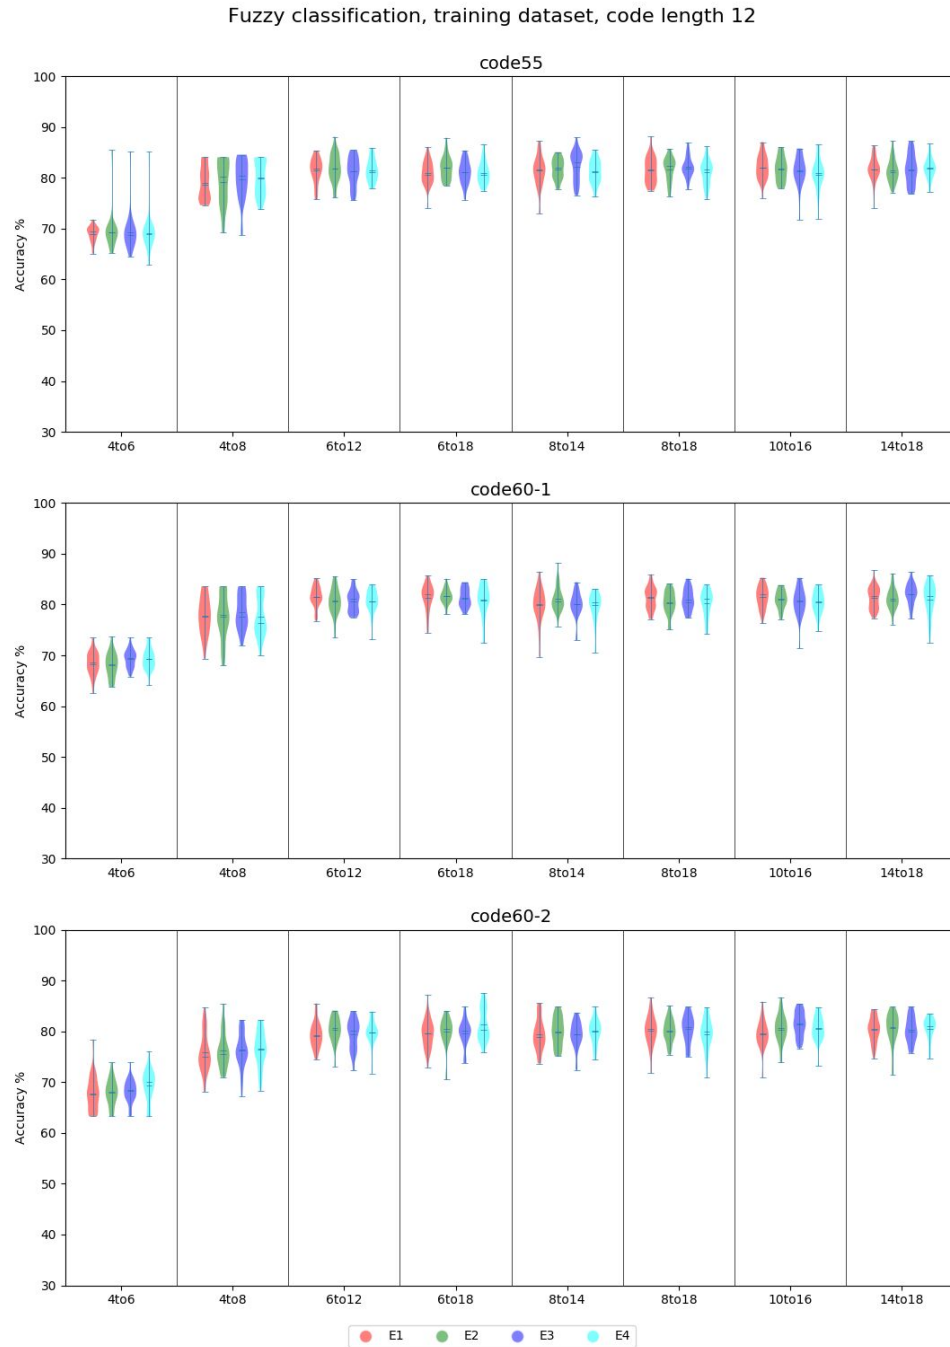 Fuzzy classification, training dataset, code length 12
code55
100
90
80
70
60
50
40
30
Accuracy %
4to6 4to8 6to12 6to18 8to14 8to18 10to16 14to18
code60-1
100
90
80
70
60
50
40
30
Accuracy %
4to6 4to8 6to12 6to18 8to14 8to18 10to16 14to18
code60-2
100
90
80
70
60
50
40
30
Accuracy %
4to6 4to8 6to12 6to18 8to14 8to18 10to16 14to18
E1 E2 E3 E4